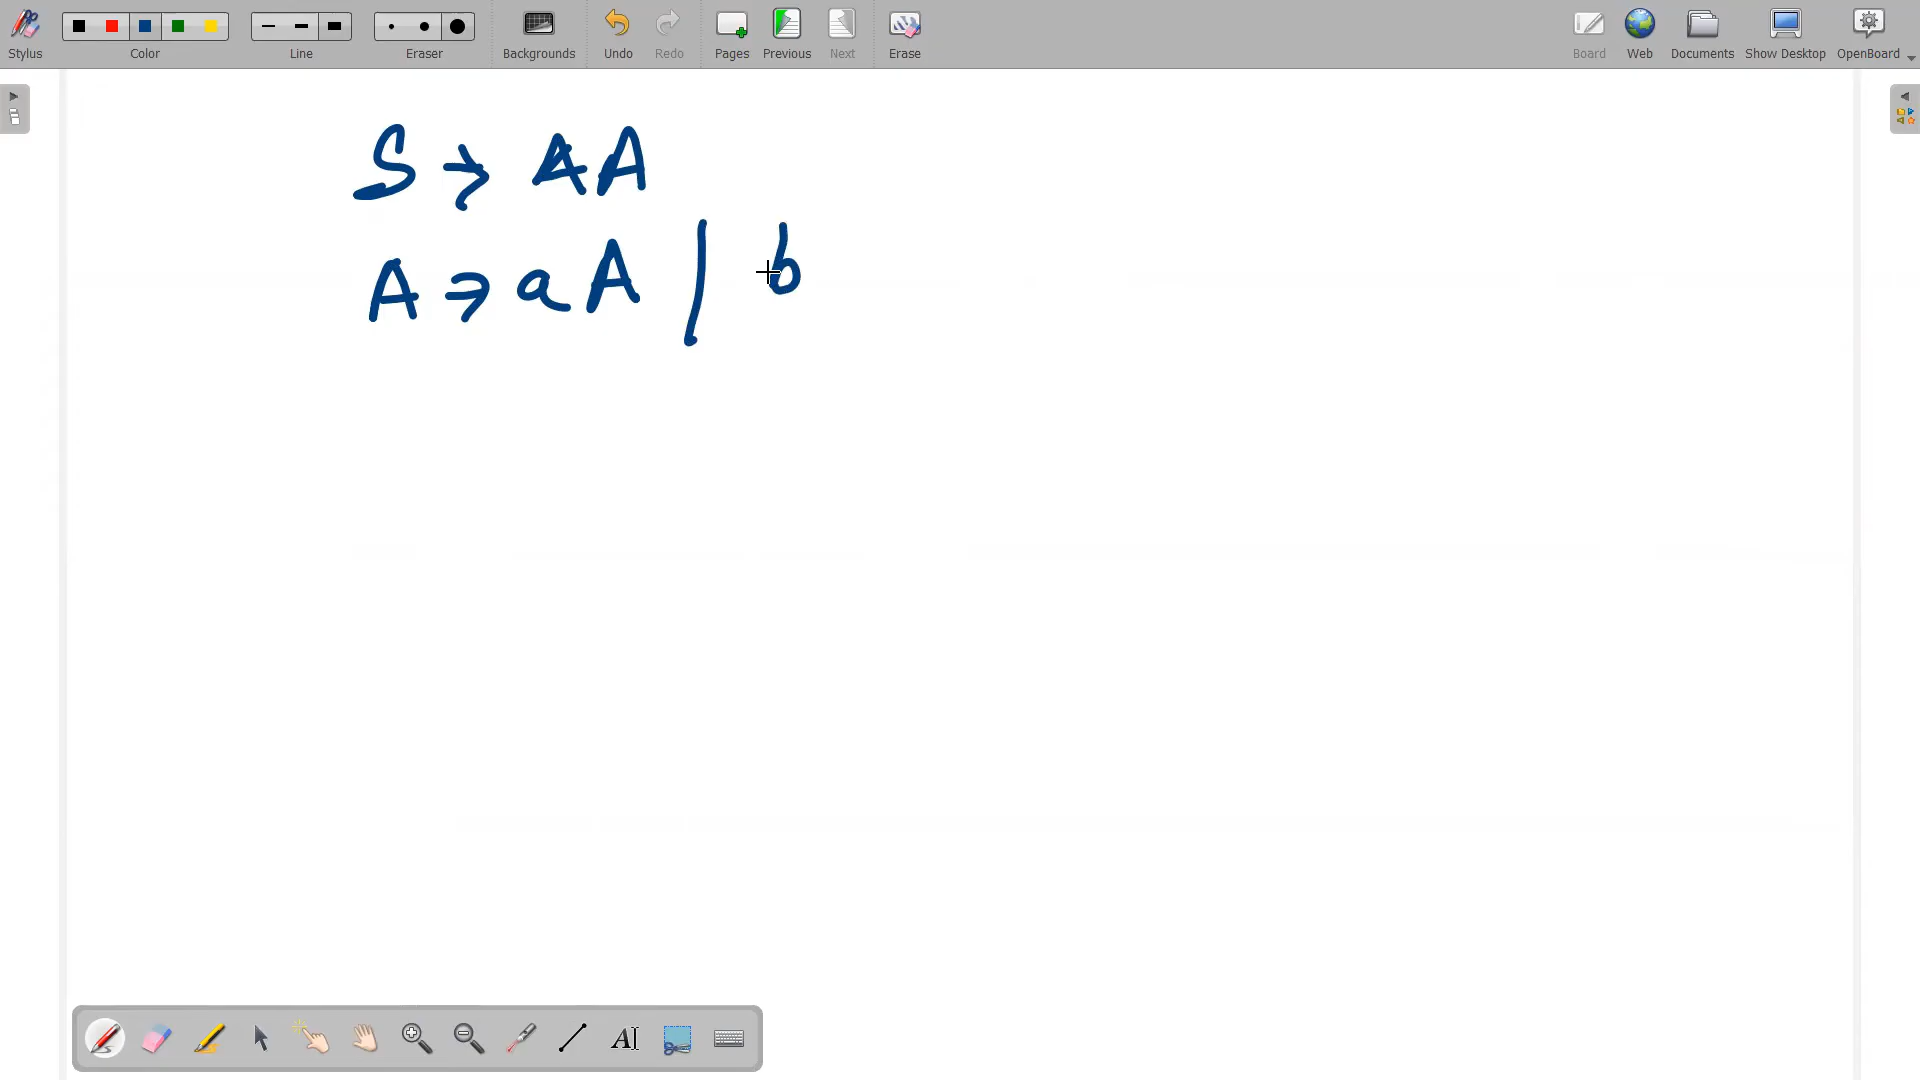 Stylus Color Line Eraser Backgrounds Undo Redo Pages Previous Next Erase Board Web Documents Show Desktop OpenBoard
S → AA
A → aA | b